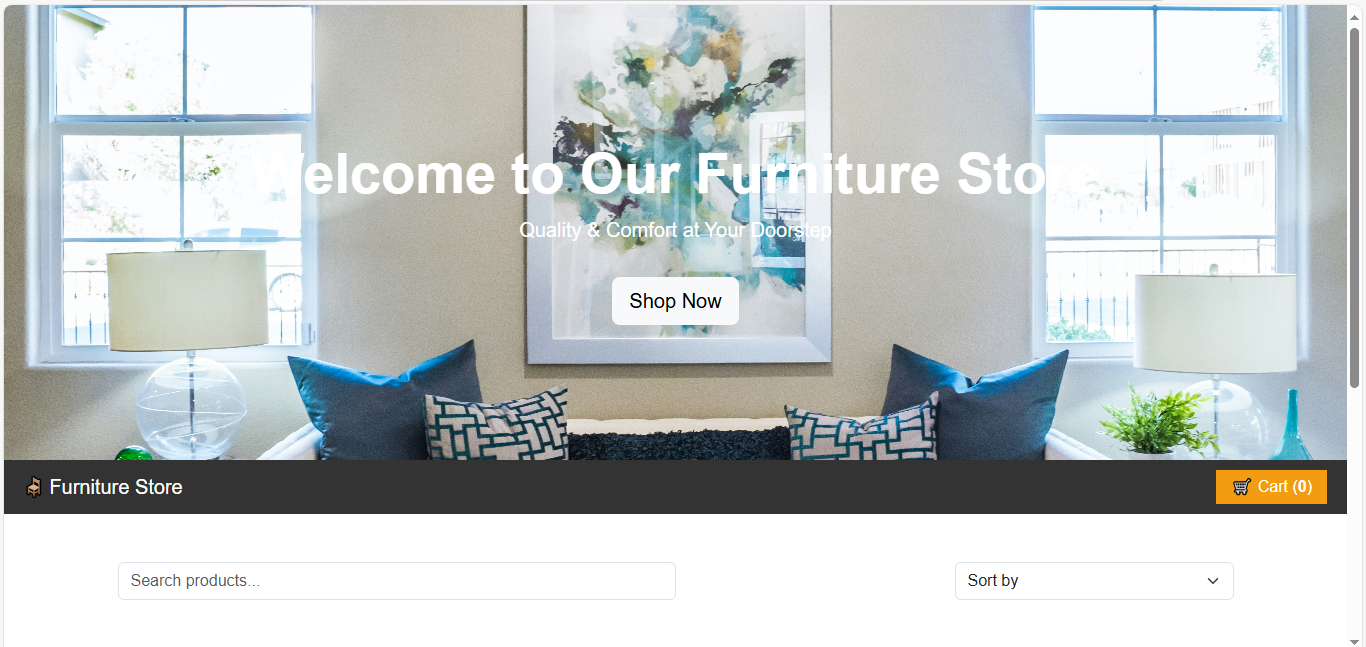 Welcome to Our Furniture Store
Quality & Comfort at Your Doorstep
Shop Now
Furniture Store
Cart (0)
Search products...
Sort by